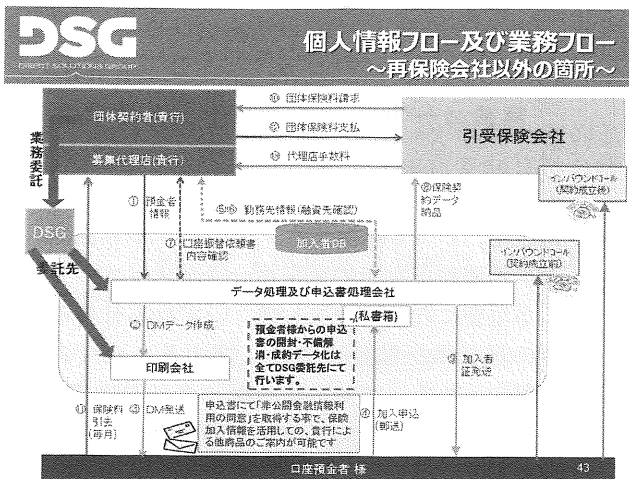 DSG
DIRECT SOLUTIONS GROUP
個人情報フロー及び業務フロー
～再保険会社以外の箇所～
団体契約者(貴行)
募集代理店(貴行)
⑪ 団体保険料請求
⑫ 団体保険料支払
⑬ 代理店手数料
引受保険会社
業務委託
インバウンドコール
(契約成立後)
① 預金者
情報
⑤⑥ 勤務先情報(融資先確認)
⑧保険契
約データ
納品
DSG
⑦ 口座振替依頼書
内容確認
加入者DB
インバウンドコール
(契約成立前)
委託先
データ処理及び申込書処理会社
(私書箱)
② DMデータ作成
預金者様からの申込
書の開封・不備解
消・成約データ化は
全てDSG委託先にて
行います。
印刷会社
⑨ 加入者
証発送
保険料
引去
(毎月)
③ DM発送
申込書にて「非公開金融情報利
用の同意」を取得する事で、保険
加入情報を活用しての、貴行によ
る他商品のご案内が可能です
④ 加入申込
(郵送)
口座預金者 様
43